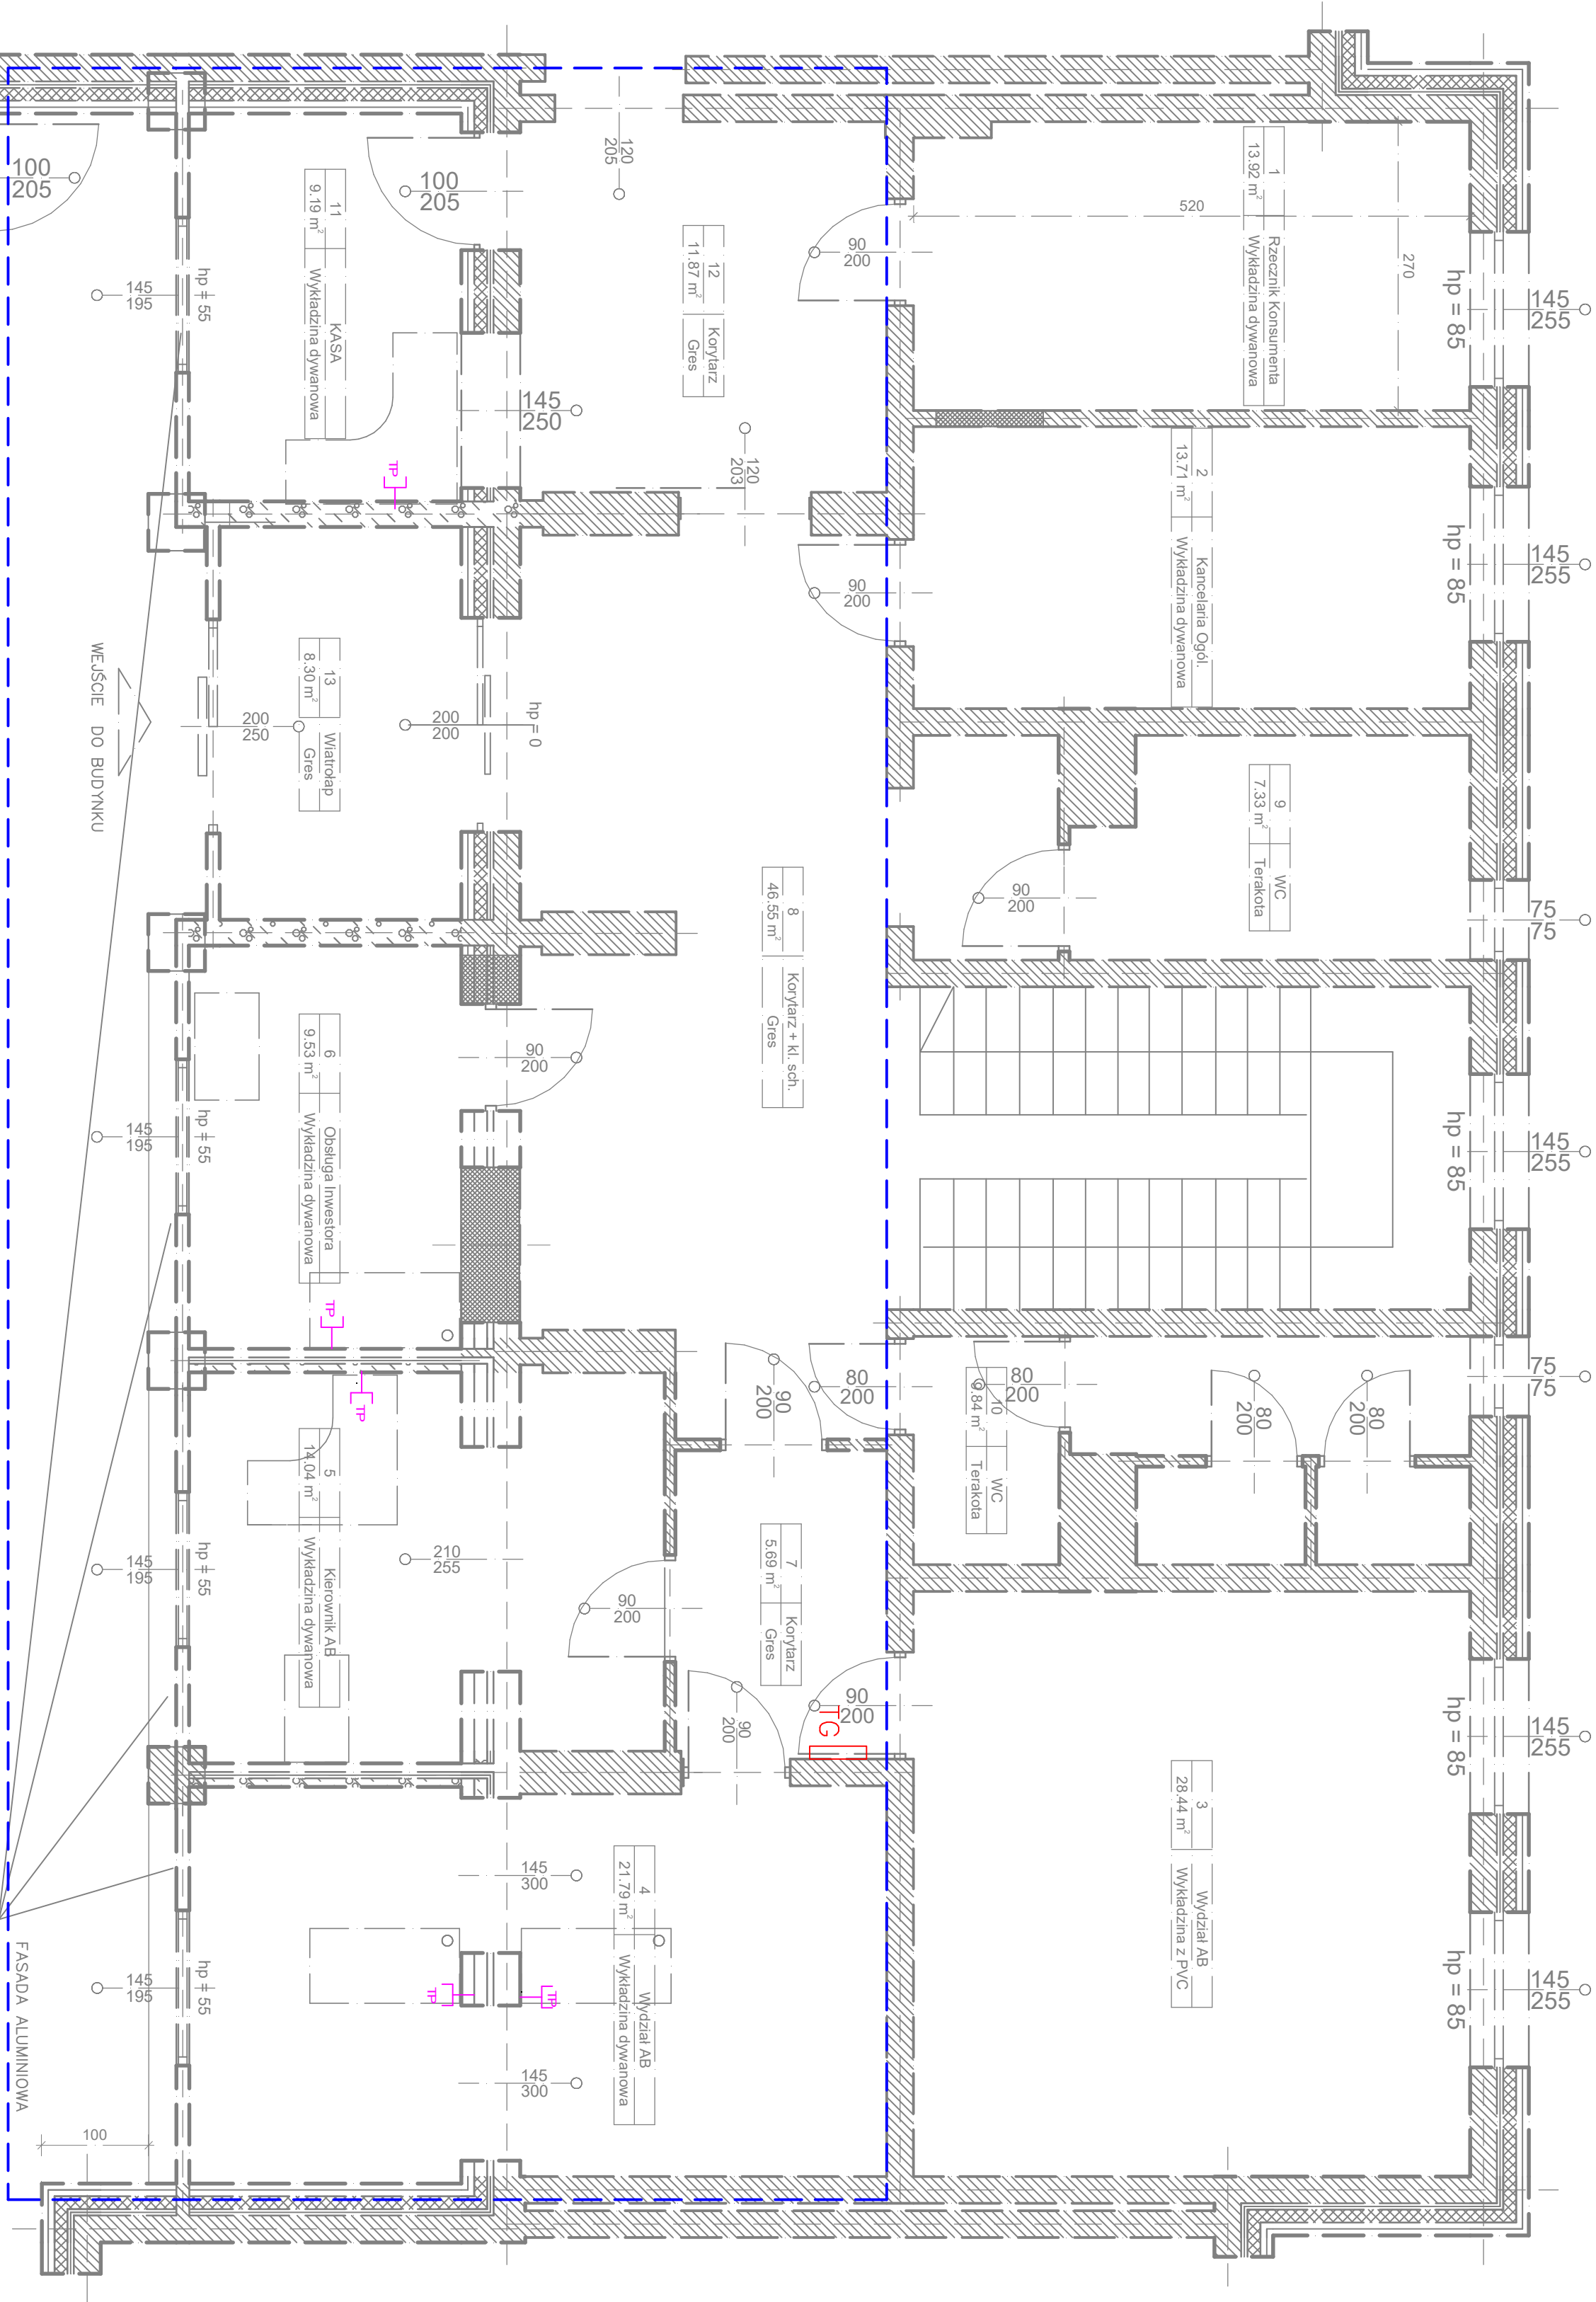 145
255
hp = 85
145
255
hp = 85
75
75
145
255
hp = 85
75
75
145
255
hp = 85
145
255
hp = 85
520
270
1
Rzecznik Konsumenta
13.92 m²
Wykładzina dywanowa
2
Kancelaria Ogól.
13.71 m²
Wykładzina dywanowa
9
WC
7.33 m²
Terakota
90
200
10
WC
9.84 m²
Terakota
80
200
80
200
80
200
80
200
3
Wydział AB
28.44 m²
Wykładzina z PVC
90
200
90
200
90
200
TG
12
Korytarz
11.87 m²
Gres
120
205
120
203
8
Korytarz + kl. sch.
46.55 m²
Gres
90
200
7
Korytarz
5.69 m²
Gres
90
200
90
200
4
Wydział AB
21.79 m²
Wykładzina dywanowa
145
300
145
300
TP
TP
100
205
145
250
11
KASA
9.19 m²
Wykładzina dywanowa
TP
200
200
hp = 0
13
Wiatrołap
8.30 m²
Gres
200
250
90
200
6
Obsługa Inwestora
9.53 m²
Wykładzina dywanowa
TP
TP
210
255
5
Kierownik AB
14.04 m²
Wykładzina dywanowa
100
205
hp = 55
145
195
hp = 55
145
195
hp = 55
145
195
hp = 55
145
195
WEJŚCIE DO BUDYNKU
FASADA ALUMINIOWA
100